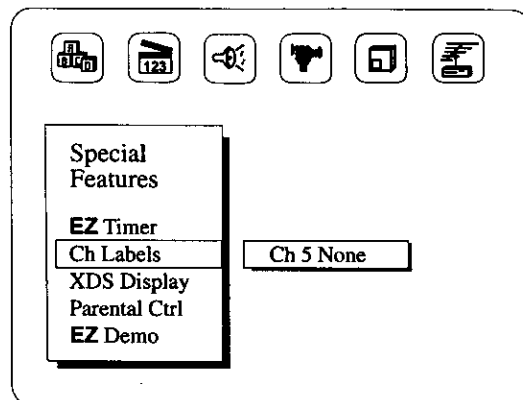 A
B C D
123
Special
Features
EZ Timer
Ch Labels
Ch 5 None
XDS Display
Parental Ctrl
EZ Demo